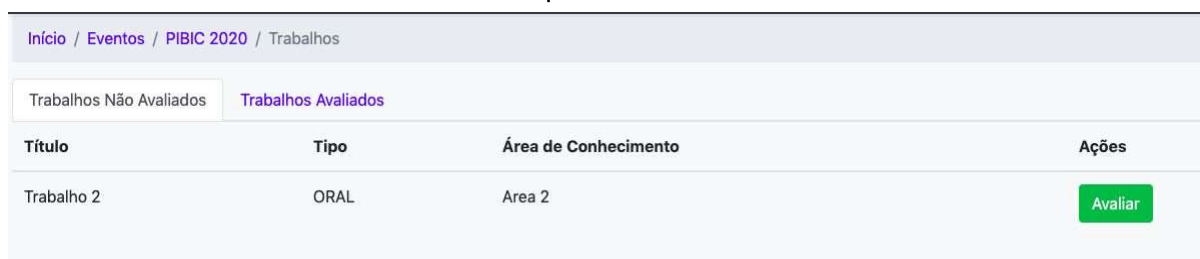 Início / Eventos / PIBIC 2020 / Trabalhos
Trabalhos Não Avaliados Trabalhos Avaliados
Título Tipo Área de Conhecimento Ações
Trabalho 2 ORAL Area 2 Avaliar